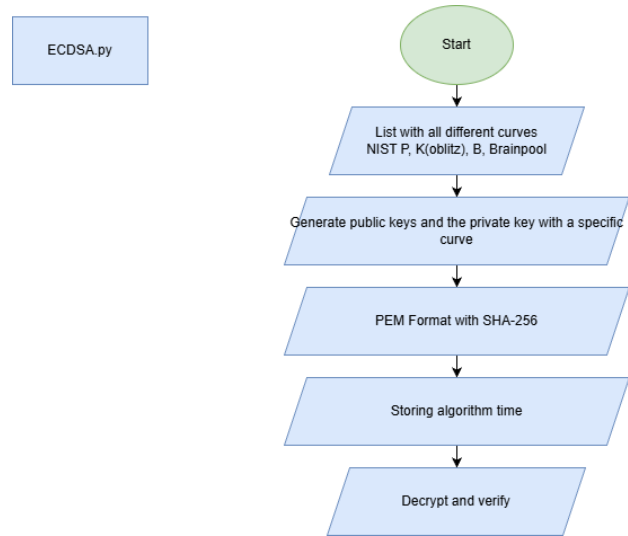 ECDSA.py
Start
List with all different curves
NIST P, K(oblitz), B, Brainpool
Generate public keys and the private key with a specific
curve
PEM Format with SHA-256
Storing algorithm time
Decrypt and verify